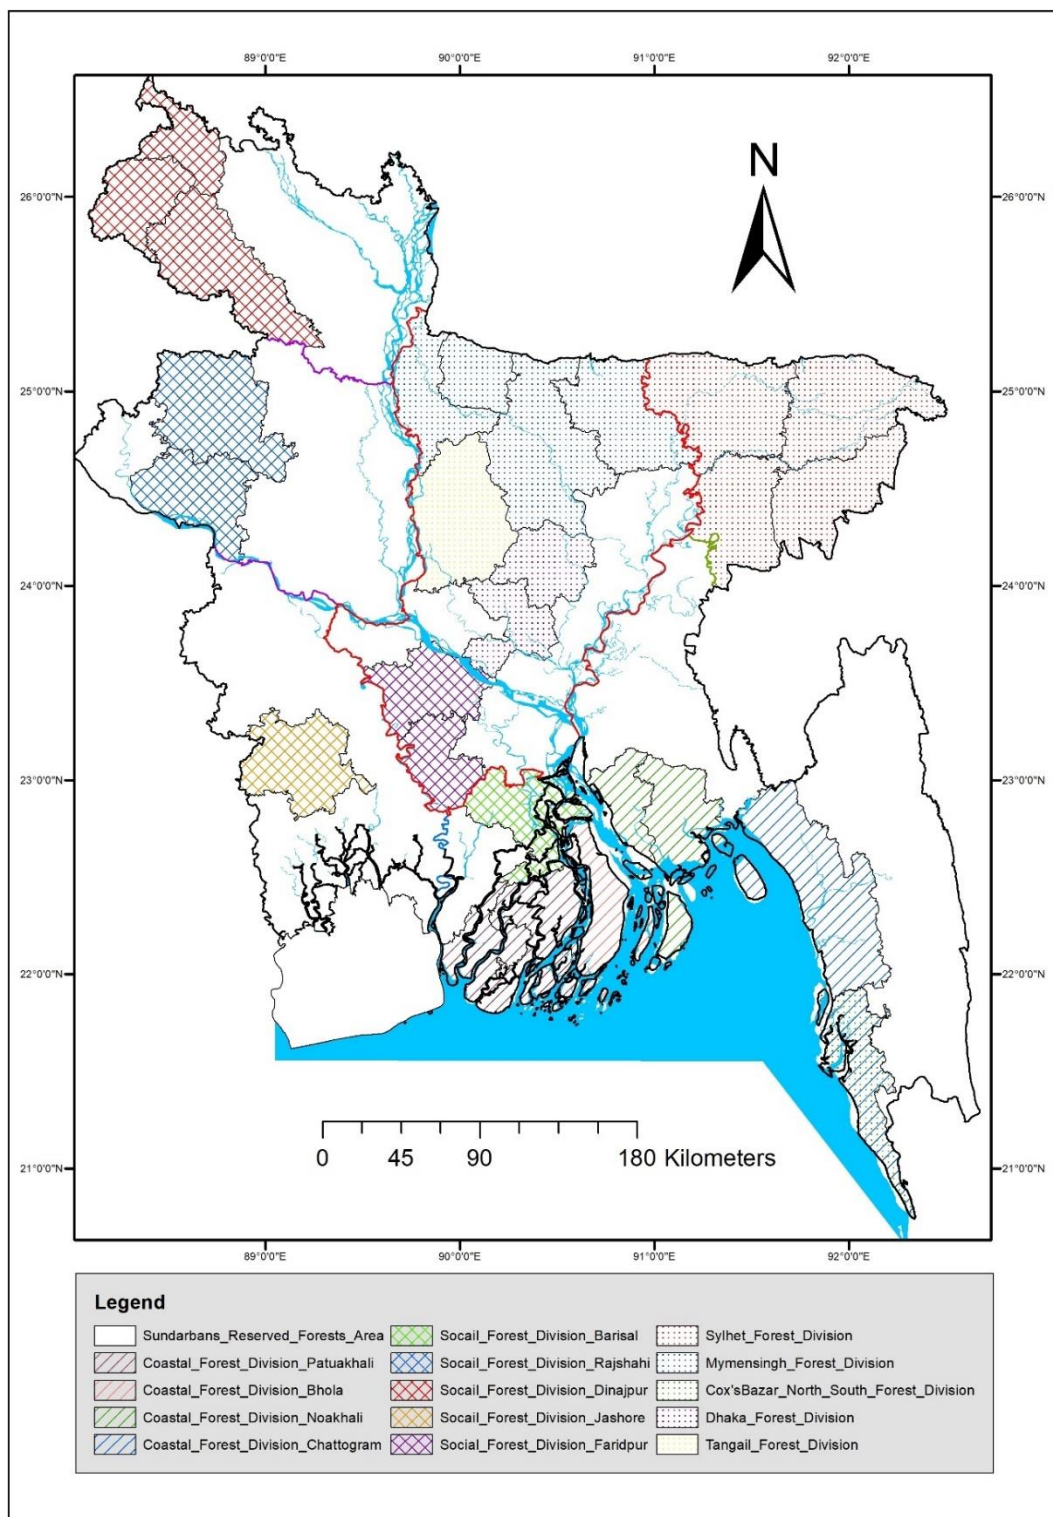 89°0'0"E 90°0'0"E 91°0'0"E 92°0'0"E
N
26°0'0"N 26°0'0"N
25°0'0"N 25°0'0"N
24°0'0"N 24°0'0"N
23°0'0"N 23°0'0"N
22°0'0"N 22°0'0"N
21°0'0"N 21°0'0"N
0 45 90 180 Kilometers
89°0'0"E 90°0'0"E 91°0'0"E 92°0'0"E
Legend
Sundarbans_Reserved_Forests_Area
Coastal_Forest_Division_Patuakhali
Coastal_Forest_Division_Bhola
Coastal_Forest_Division_Noakhali
Coastal_Forest_Division_Chattogram
Socail_Forest_Division_Barisal
Socail_Forest_Division_Rajshahi
Socail_Forest_Division_Dinajpur
Socail_Forest_Division_Jashore
Social_Forest_Division_Faridpur
Sylhet_Forest_Division
Mymensingh_Forest_Division
Cox'sBazar_North_South_Forest_Division
Dhaka_Forest_Division
Tangail_Forest_Division